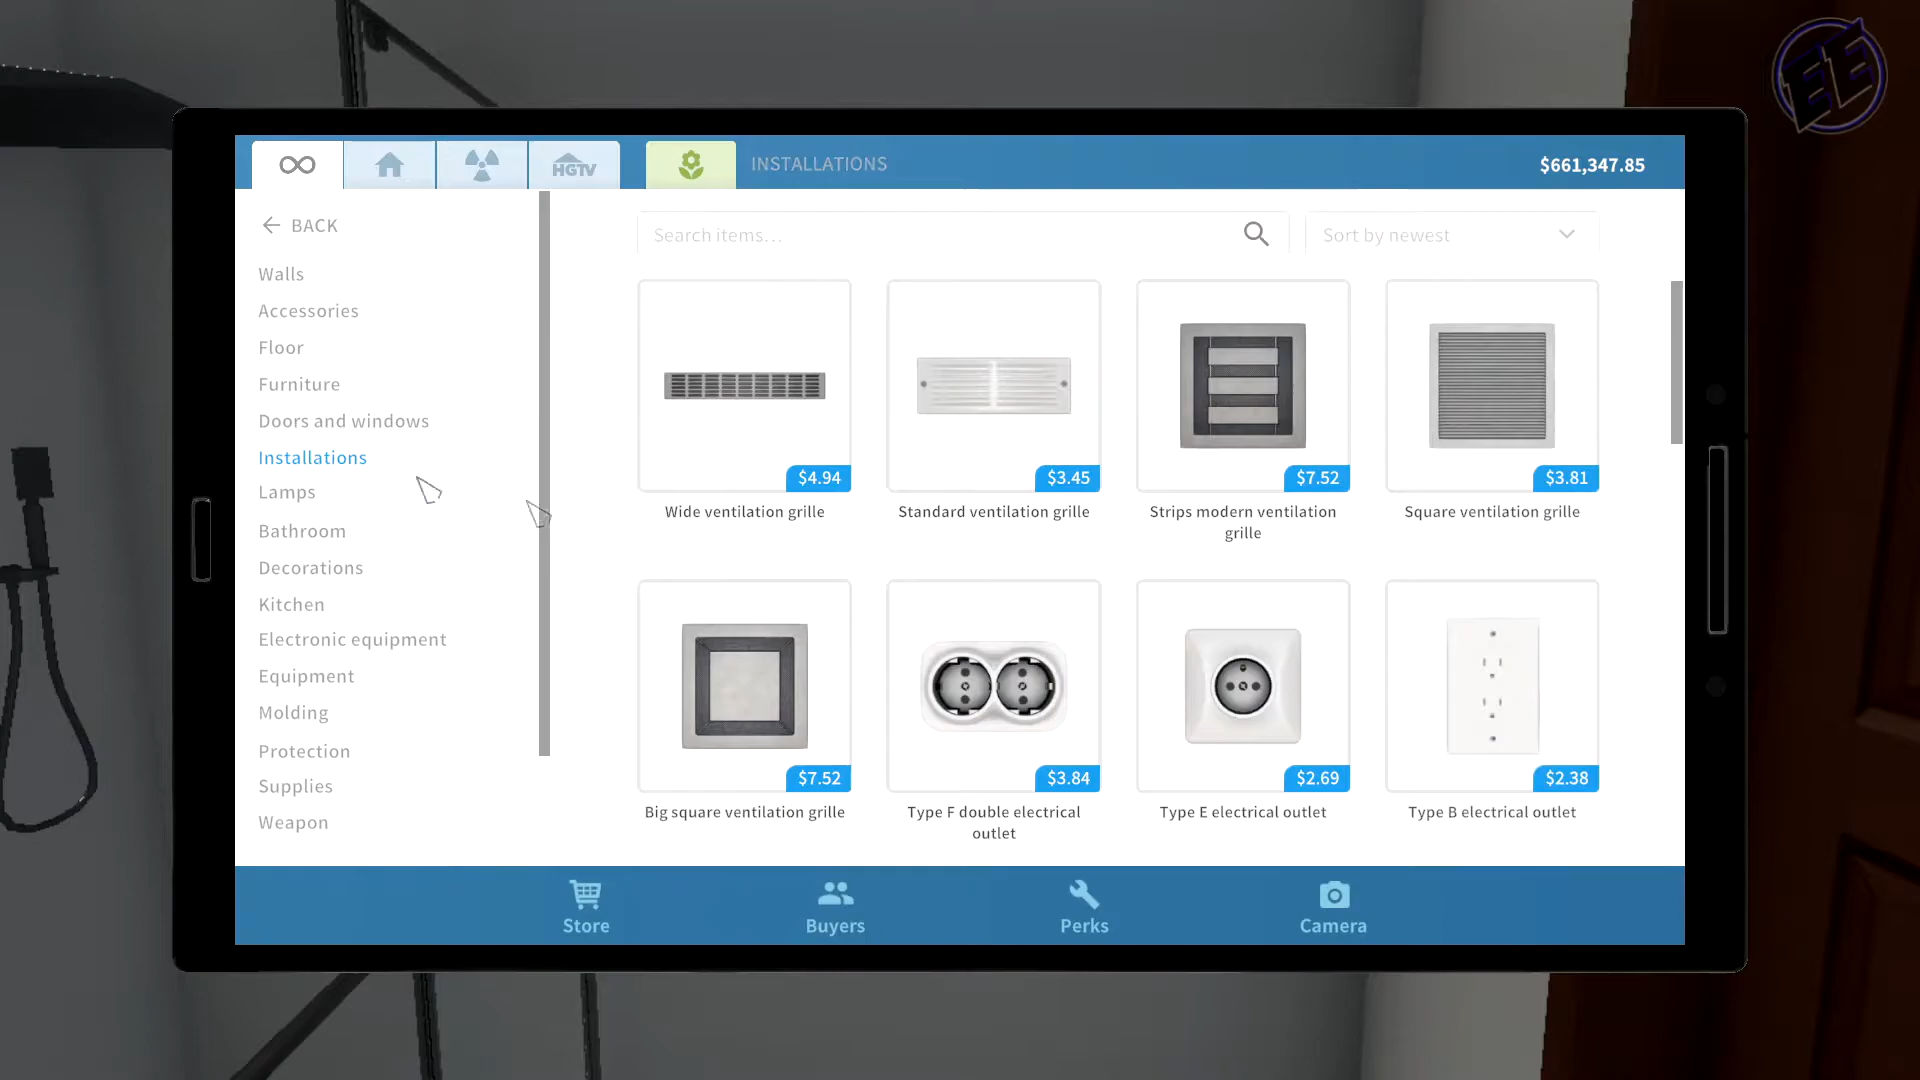 EE
HGTV
INSTALLATIONS
$661,347.85
BACK
Search items...
Sort by newest
Walls
Accessories
Floor
Furniture
Doors and windows
Installations
Lamps
Bathroom
Decorations
Kitchen
Electronic equipment
Equipment
Molding
Protection
Supplies
Weapon
$4.94
$3.45
$7.52
$3.81
Wide ventilation grille
Standard ventilation grille
Strips modern ventilation
grille
Square ventilation grille
$7.52
$3.84
$2.69
$2.38
Big square ventilation grille
Type F double electrical
outlet
Type E electrical outlet
Type B electrical outlet
Store
Buyers
Perks
Camera